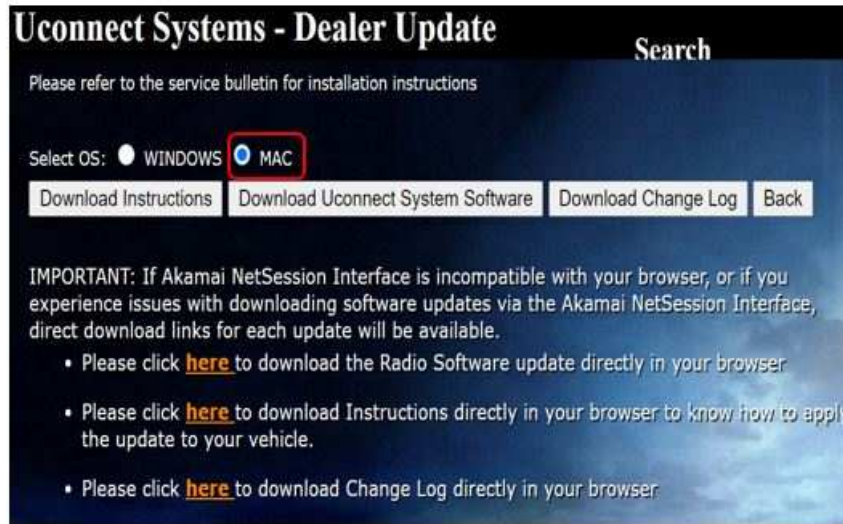 Uconnect Systems - Dealer Update
Search
Please refer to the service bulletin for installation instructions
Select OS: WINDOWS MAC
Download Instructions Download Uconnect System Software Download Change Log Back
IMPORTANT: If Akamai NetSession Interface is incompatible with your browser, or if you
experience issues with downloading software updates via the Akamai NetSession Interface,
direct download links for each update will be available.
• Please click here to download the Radio Software update directly in your browser
• Please click here to download Instructions directly in your browser to know how to apply
the update to your vehicle.
• Please click here to download Change Log directly in your browser